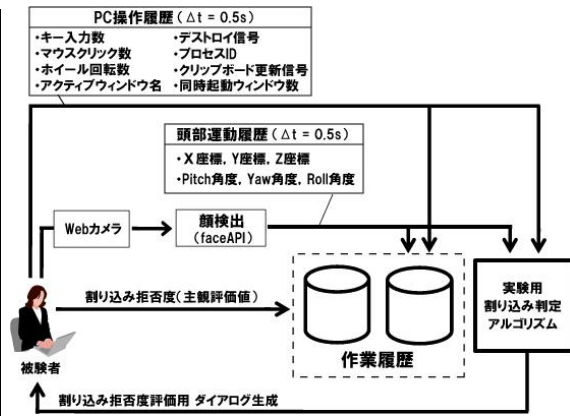 PC操作履歴(Δt = 0.5s)
・キー入力数 ・デストロイ信号
・マウスクリック数 ・プロセスID
・ホイール回転数 ・クリップボード更新信号
・アクティブウィンドウ名 ・同時起動ウィンドウ数
頭部運動履歴(Δt = 0.5s)
・X座標, Y座標, Z座標
・Pitch角度, Yaw角度, Roll角度
Webカメラ
顔検出
(faceAPI)
割り込み拒否度(主観評価値)
作業履歴
実験用
割り込み判定
アルゴリズム
被験者
割り込み拒否度評価用 ダイアログ生成